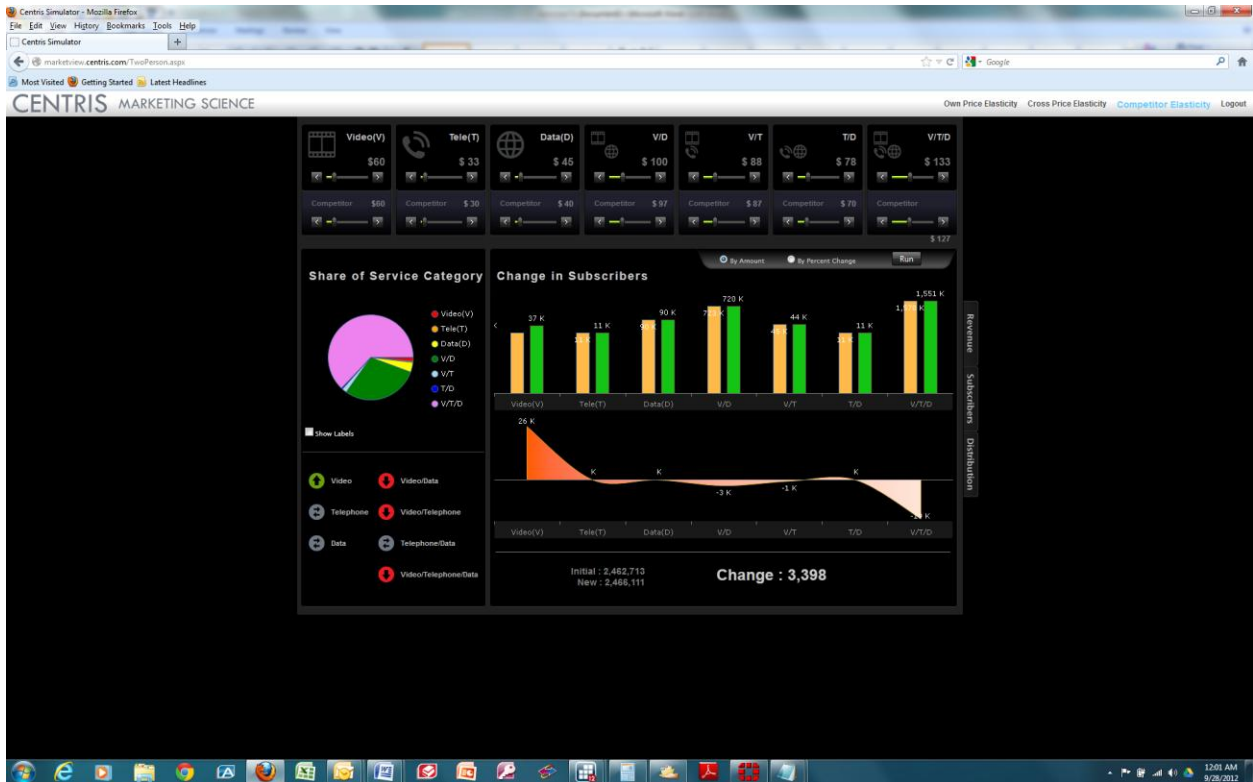 Centris Simulator - Mozilla Firefox
File Edit View History Bookmarks Tools Help
Centris Simulator +
marketview.centris.com/TwoPerson.aspx
Google
Most Visited Getting Started Latest Headlines
CENTRIS MARKETING SCIENCE
Own Price Elasticity Cross Price Elasticity Competitor Elasticity Logout
Video(V) Tele(T) Data(D) V/D V/T T/D V/T/D
$60 $ 33 $ 45 $ 100 $ 88 $ 78 $ 133
Competitor $60 Competitor $ 30 Competitor $ 40 Competitor $ 97 Competitor $ 87 Competitor $ 70 Competitor
$ 127
By Amount By Percent Change Run
Share of Service Category
Video(V)
Tele(T)
Data(D)
V/D
V/T
T/D
V/T/D
Show Labels
Video Video/Data
Telephone Video/Telephone
Data Telephone/Data
Video/Telephone/Data
Change in Subscribers
K 37 K 11 K 90 K 720 K 44 K 11 K 1,551 K
11 K 11 K
Video(V) Tele(T) Data(D) V/D V/T T/D V/T/D
26 K K K -3 K -1 K K
Video(V) Tele(T) Data(D) V/D V/T T/D V/T/D
Initial : 2,462,713
New : 2,466,111
Change : 3,398
Revenue
Subscribers
Distribution
12:01 AM
9/28/2012